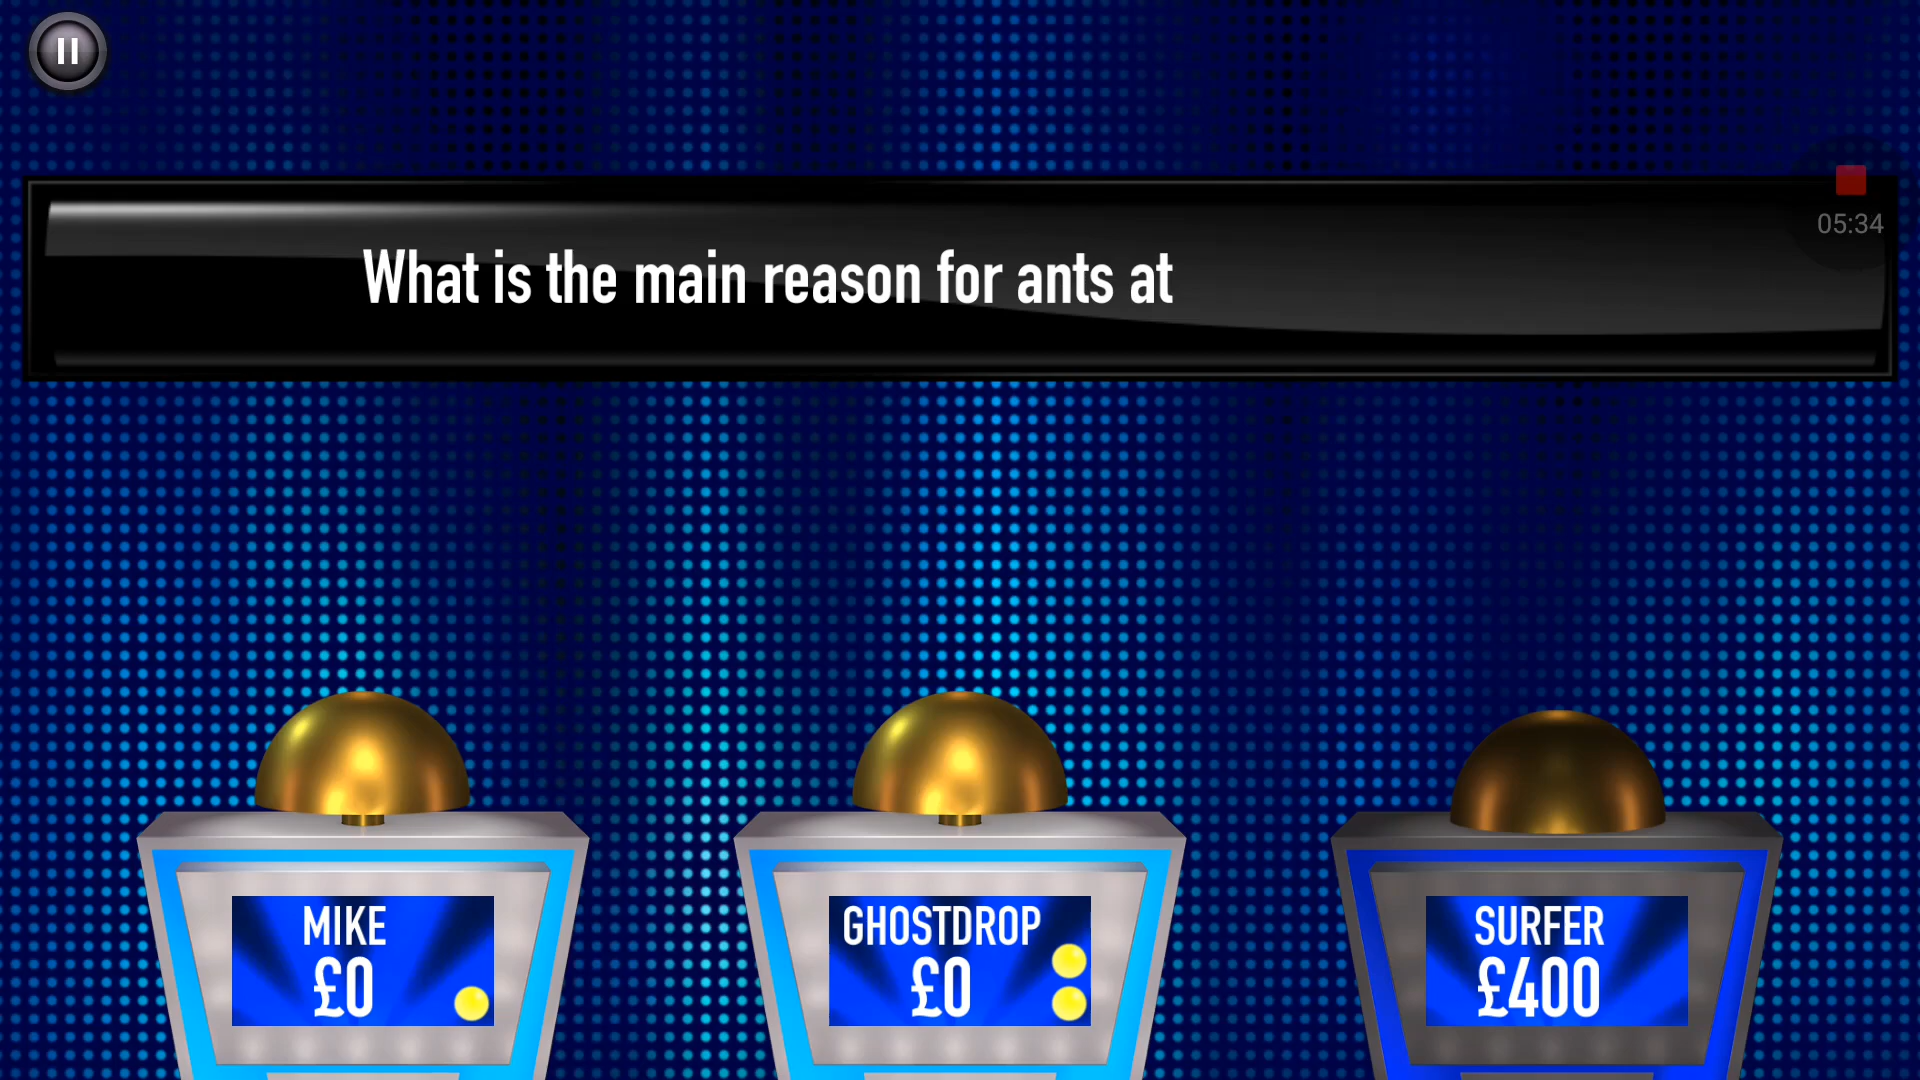 05:34
What is the main reason for ants at
MIKE
£0
GHOSTDROP
£0
SURFER
£400